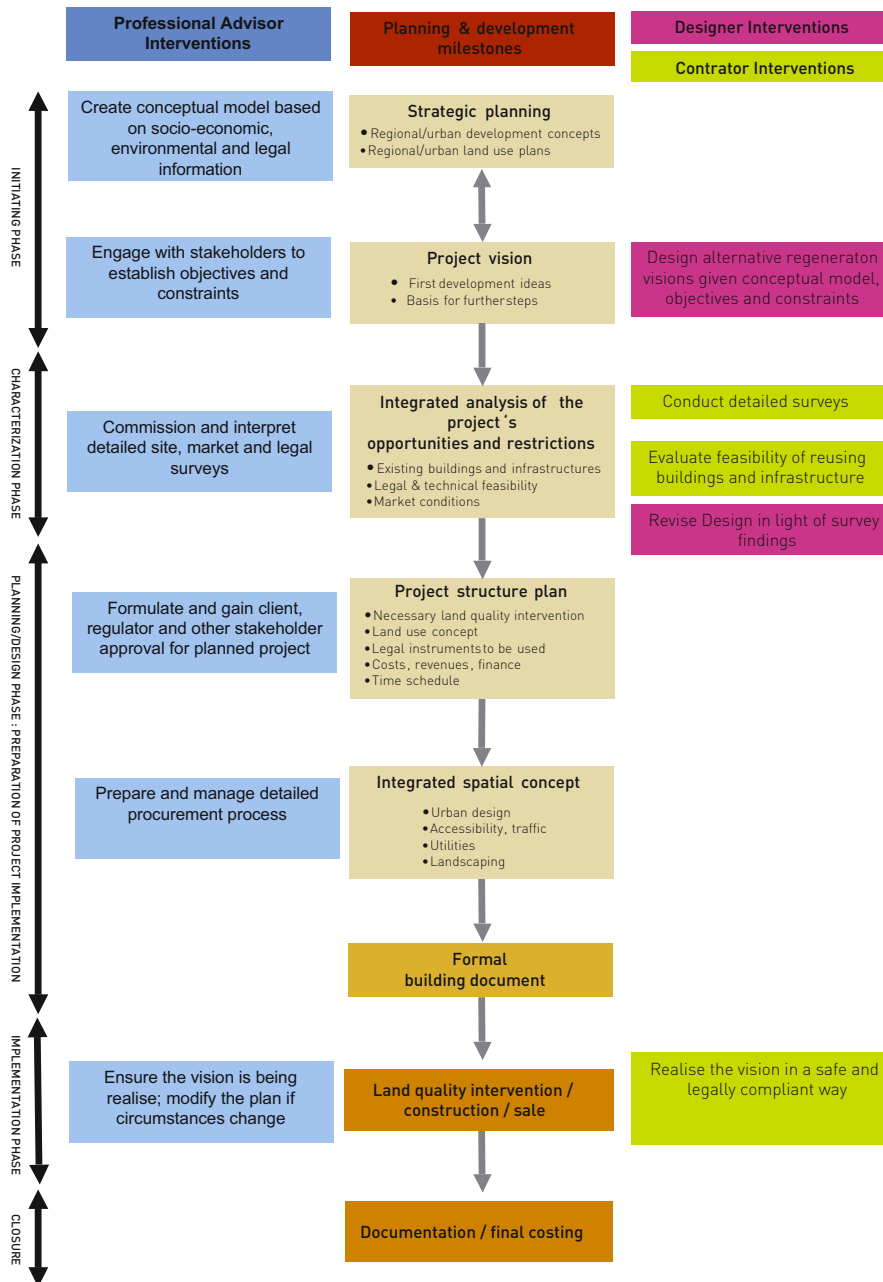 Professional Advisor
Interventions
Planning & development
milestones
Designer Interventions
Contrator Interventions
INITIATING PHASE
Create conceptual model based
on socio-economic,
environmental and legal
information
Strategic planning
• Regional/urban development concepts
• Regional/urban land use plans
Engage with stakeholders to
establish objectives and
constraints
Project vision
• First development ideas
• Basis for further steps
Design alternative regeneraton
visions given conceptual model,
objectives and constraints
CHARACTERIZATION PHASE
Commission and interpret
detailed site, market and legal
surveys
Integrated analysis of the
project´s
opportunities and restrictions
• Existing buildings and infrastructures
• Legal & technical feasibility
• Market conditions
Conduct detailed surveys
Evaluate feasibility of reusing
buildings and infrastructure
Revise Design in light of survey
findings
PLANNING/DESIGN PHASE : PREPARATION OF PROJECT IMPLEMENTATION
Formulate and gain client,
regulator and other stakeholder
approval for planned project
Project structure plan
• Necessary land quality intervention
• Land use concept
• Legal instruments to be used
• Costs, revenues, finance
• Time schedule
Prepare and manage detailed
procurement process
Integrated spatial concept
• Urban design
• Accessibility, traffic
• Utilities
• Landscaping
Formal
building document
IMPLEMENTATION PHASE
Ensure the vision is being
realise; modify the plan if
circumstances change
Land quality intervention /
construction / sale
Realise the vision in a safe and
legally compliant way
CLOSURE
Documentation / final costing